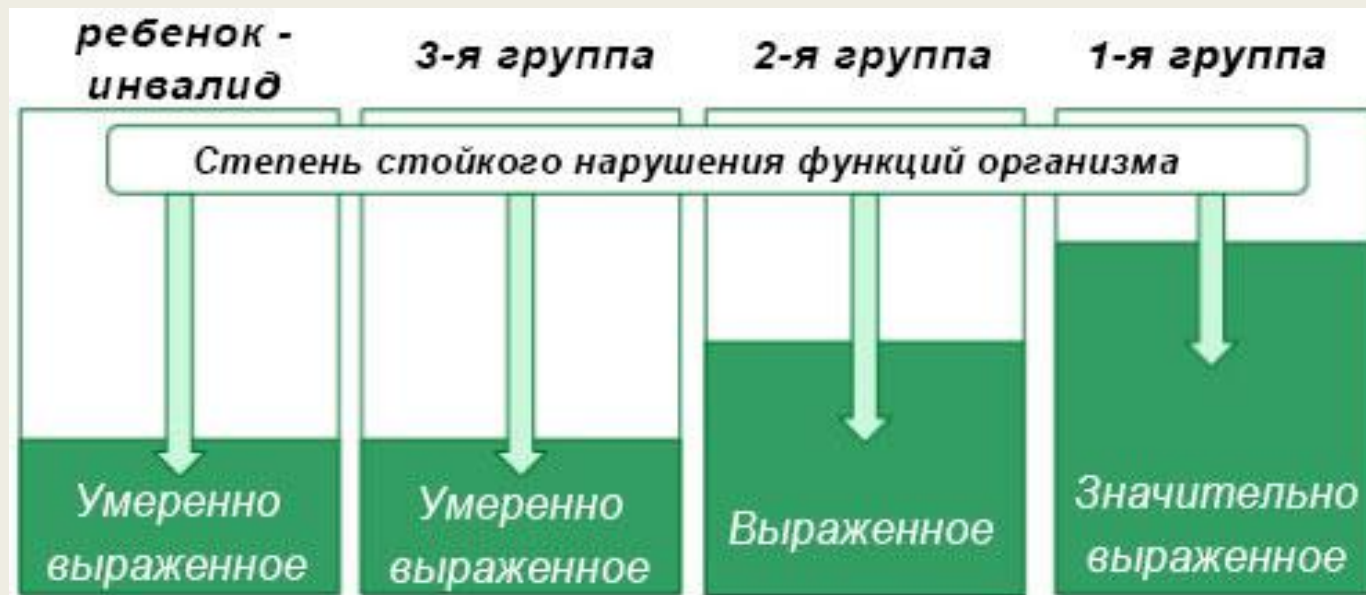 ребенок -
инвалид
3-я группа
2-я группа
1-я группа
Степень стойкого нарушения функций организма
Умеренно
выраженное
Умеренно
выраженное
Выраженное
Значительно
выраженное